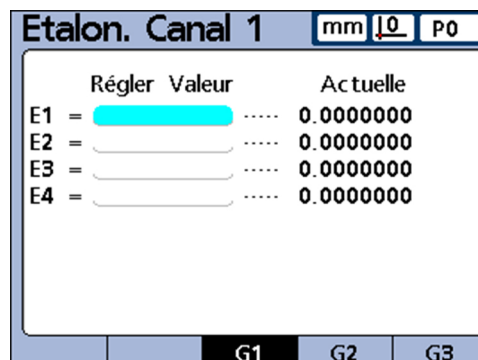 Etalon. Canal 1 mm 0 P0
Régler Valeur Actuelle
E1 = ..... 0.0000000
E2 = ..... 0.0000000
E3 = ..... 0.0000000
E4 = ..... 0.0000000
G1 G2 G3